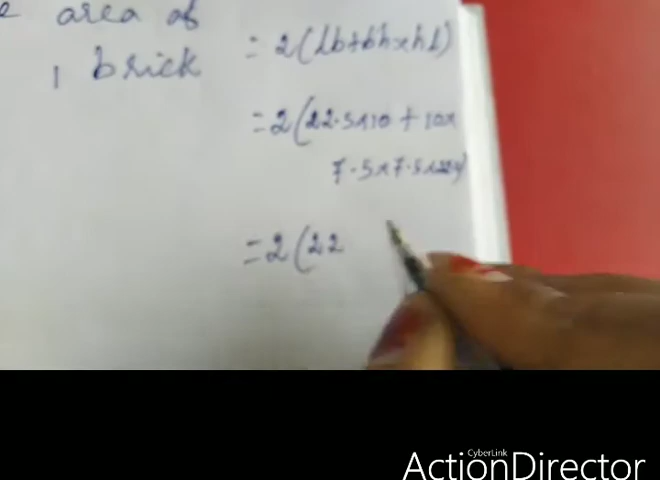 e area of
1 brick = 2(lb+bh×hl)
= 2(22.5×10 + 10×
7.5×7.5×22.5)
= 2(22
CyberLink
ActionDirector